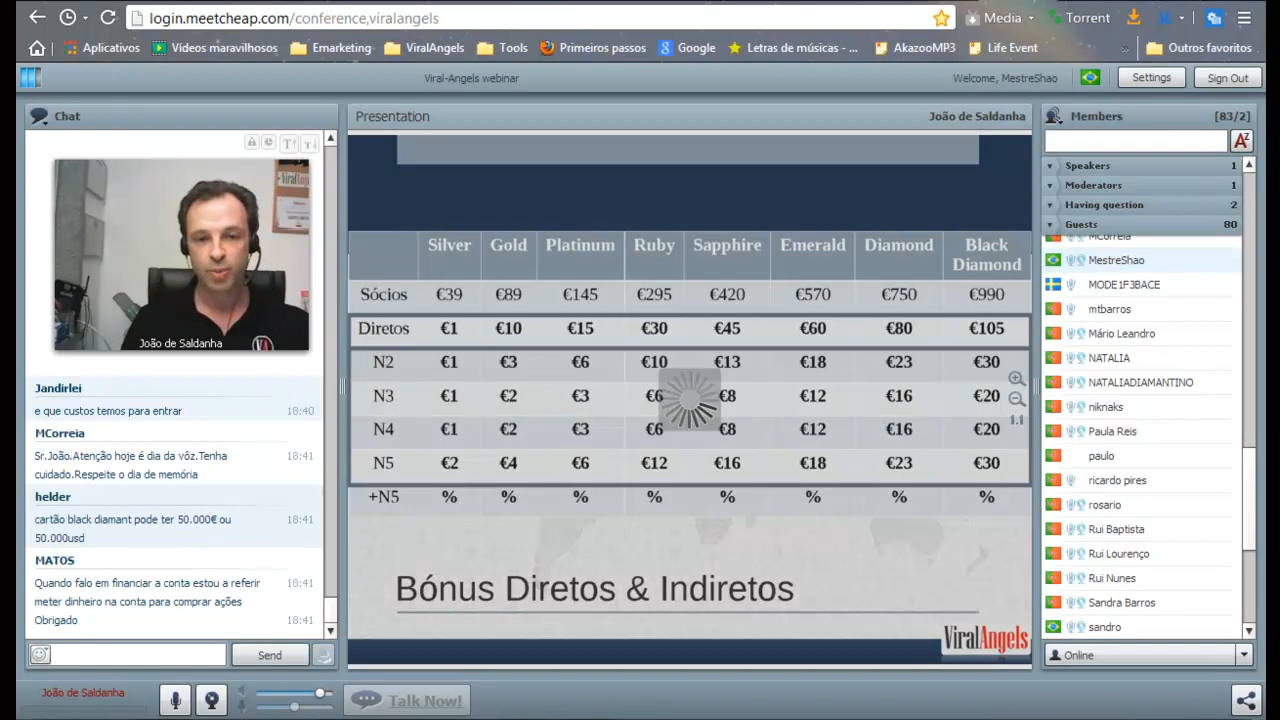 login.meetcheap.com/conference,viralangels
Media
Torrent
Aplicativos
Vídeos maravilhosos
Emarketing
ViralAngels
Tools
Primeiros passos
Google
Letras de músicas - ...
AkazooMP3
Life Event
»
Outros favoritos
Viral-Angels webinar
Welcome, MestreShao
Settings
Sign Out
Chat
João de Saldanha
Jandirlei
e que custos temos para entrar 18:40
MCorreia
Sr.João.Atenção hoje é dia da vôz.Tenha 18:41
cuidado.Respeite o dia de memória
helder
cartão black diamant pode ter 50.000€ ou 18:41
50.000usd
MATOS
Quando falo em financiar a conta estou a referir 18:41
meter dinheiro na conta para comprar ações 18:41
Obrigado 18:41
Send
Presentation
João de Saldanha
Silver Gold Platinum Ruby Sapphire Emerald Diamond Black
Diamond
Sócios €39 €89 €145 €295 €420 €570 €750 €990
Diretos €1 €10 €15 €30 €45 €60 €80 €105
N2 €1 €3 €6 €10 €13 €18 €23 €30
N3 €1 €2 €3 €6 €8 €12 €16 €20
N4 €1 €2 €3 €6 €8 €12 €16 €20
N5 €2 €4 €6 €12 €16 €18 €23 €30
+N5 % % % % % % % %
1:1
Bónus Diretos & Indiretos
ViralAngels
Members [83/2]
Speakers 1
Moderators 1
Having question 2
Guests 80
MCorreia
MestreShao
MODE1F3BACE
mtbarros
Mário Leandro
NATALIA
NATALIADIAMANTINO
niknaks
Paula Reis
paulo
ricardo pires
rosario
Rui Baptista
Rui Lourenço
Rui Nunes
Sandra Barros
sandro
Online
João de Saldanha
Talk Now!